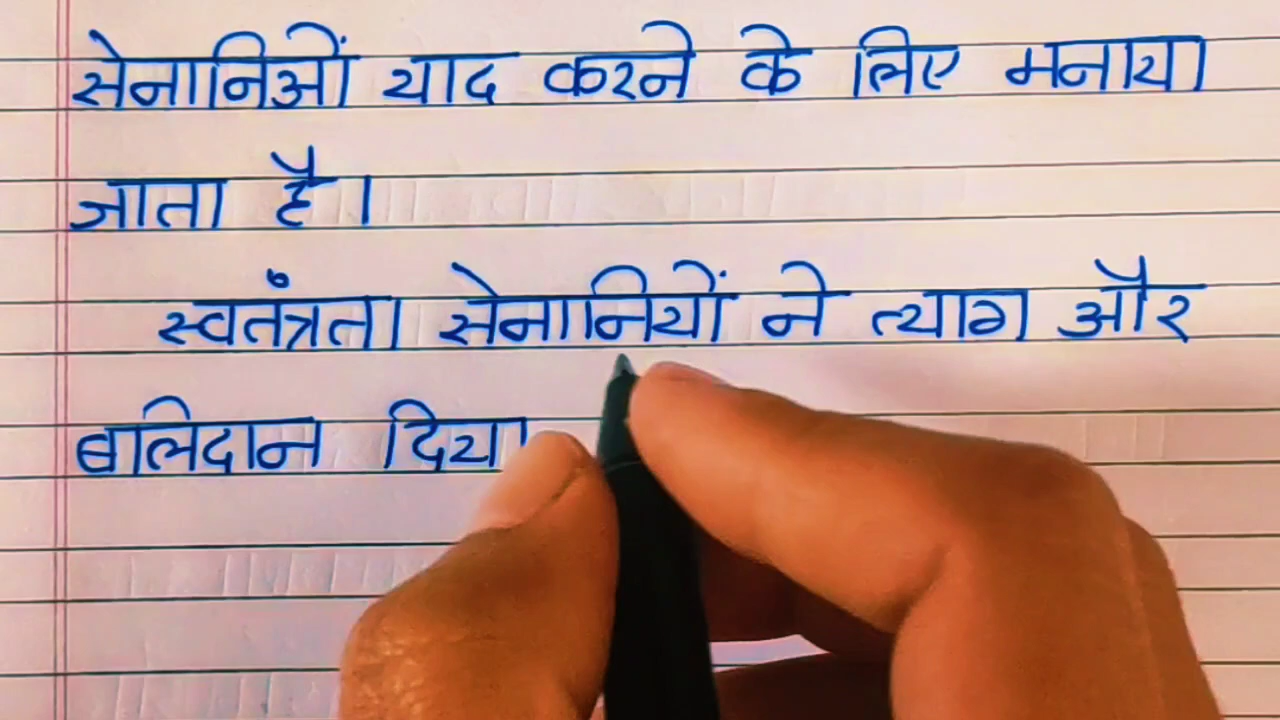 सेनानिओं याद करने के लिए मनाया
जाता है।
स्वतंत्रता सेनानियों ने त्याग और
बलिदान दिया